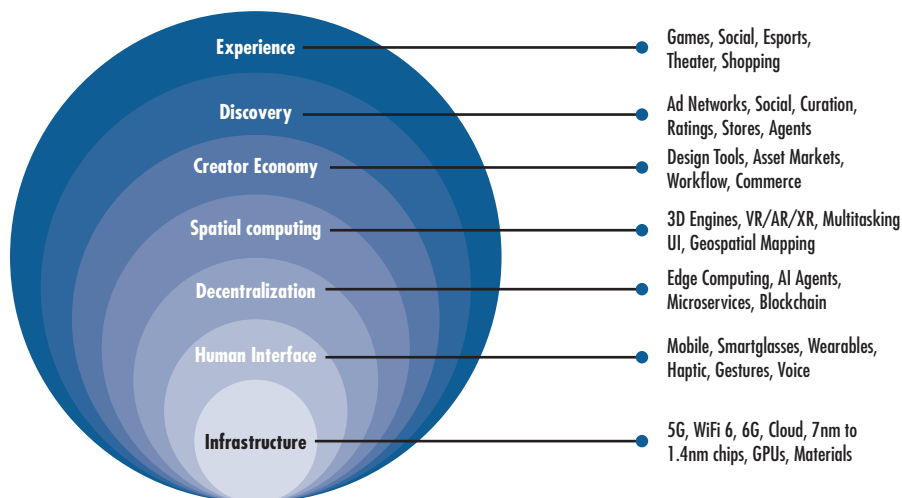 Experience
Games, Social, Esports,
Theater, Shopping
Discovery
Ad Networks, Social, Curation,
Ratings, Stores, Agents
Creator Economy
Design Tools, Asset Markets,
Workflow, Commerce
Spatial computing
3D Engines, VR/AR/XR, Multitasking
UI, Geospatial Mapping
Decentralization
Edge Computing, AI Agents,
Microservices, Blockchain
Human Interface
Mobile, Smartglasses, Wearables,
Haptic, Gestures, Voice
Infrastructure
5G, WiFi 6, 6G, Cloud, 7nm to
1.4nm chips, GPUs, Materials